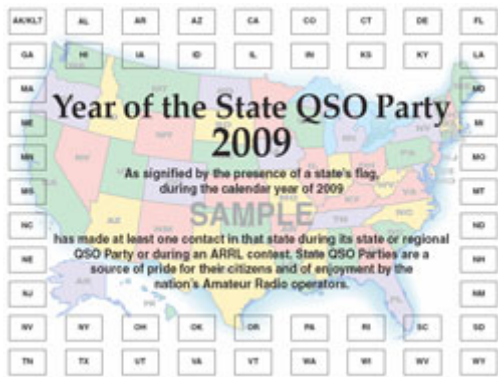 AK/KL7 AL AR AZ CA CO CT DE FL
GA HI IA ID IL IN KS KY LA
MA MD
Year of the State QSO Party
ME MI
2009
MN MO
As signified by the presence of a state's flag,
during the calendar year of 2009
MS MT
SAMPLE
NC ND
has made at least one contact in that state during its state or regional
QSO Party or during an ARRL contest. State QSO Parties are a
NE NH
source of pride for their citizens and of enjoyment by the
nation's Amateur Radio operators.
NJ NM
NV NY OH OK OR PA RI SC SD
TN TX UT VA VT WA WI WV WY